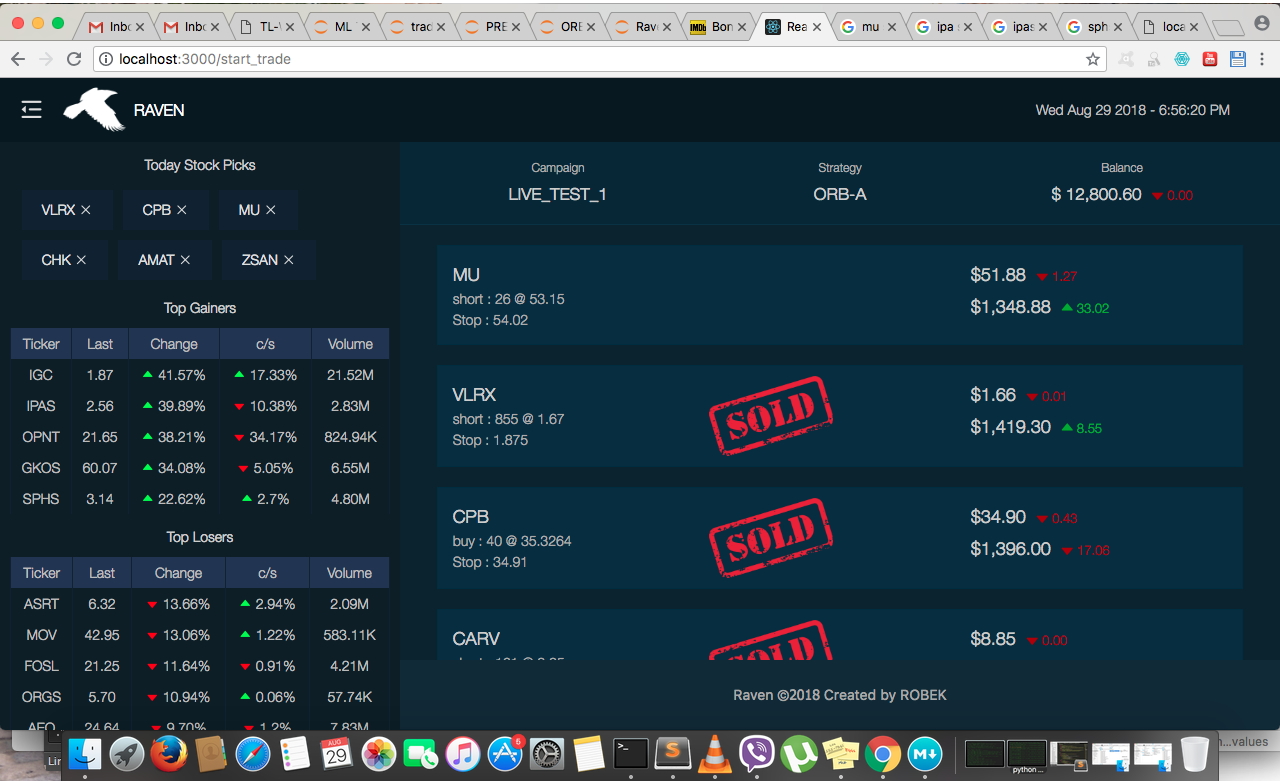 Inbo
Inbo
TL-
ML
trad
PRE
ORB
Rave
Bor
Rea
mu
ipa
ipas
sph
loca
localhost:3000/start_trade
RAVEN
Wed Aug 29 2018 - 6:56:20 PM
Today Stock Picks
VLRX × CPB × MU ×
CHK × AMAT × ZSAN ×
Top Gainers
Ticker Last Change c/s Volume
IGC 1.87 41.57% 17.33% 21.52M
IPAS 2.56 39.89% 10.38% 2.83M
OPNT 21.65 38.21% 34.17% 824.94K
GKOS 60.07 34.08% 5.05% 6.55M
SPHS 3.14 22.62% 2.7% 4.80M
Top Losers
Ticker Last Change c/s Volume
ASRT 6.32 13.66% 2.94% 2.09M
MOV 42.95 13.06% 1.22% 583.11K
FOSL 21.25 11.64% 0.91% 4.21M
ORGS 5.70 10.94% 0.06% 57.74K
AEO 24.64 9.70% 1.2% 7.83M
Campaign Strategy Balance
LIVE_TEST_1 ORB-A $ 12,800.60 0.00
MU $51.88 1.27
short : 26 @ 53.15 $1,348.88 33.02
Stop : 54.02
VLRX SOLD $1.66 0.01
short : 855 @ 1.67 $1,419.30 8.55
Stop : 1.875
CPB SOLD $34.90 0.43
buy : 40 @ 35.3264 $1,396.00 17.06
Stop : 34.91
CARV SOLD $8.85 0.00
Raven ©2018 Created by ROBEK
Lir
n...values
AUG
29
6
M
python ...